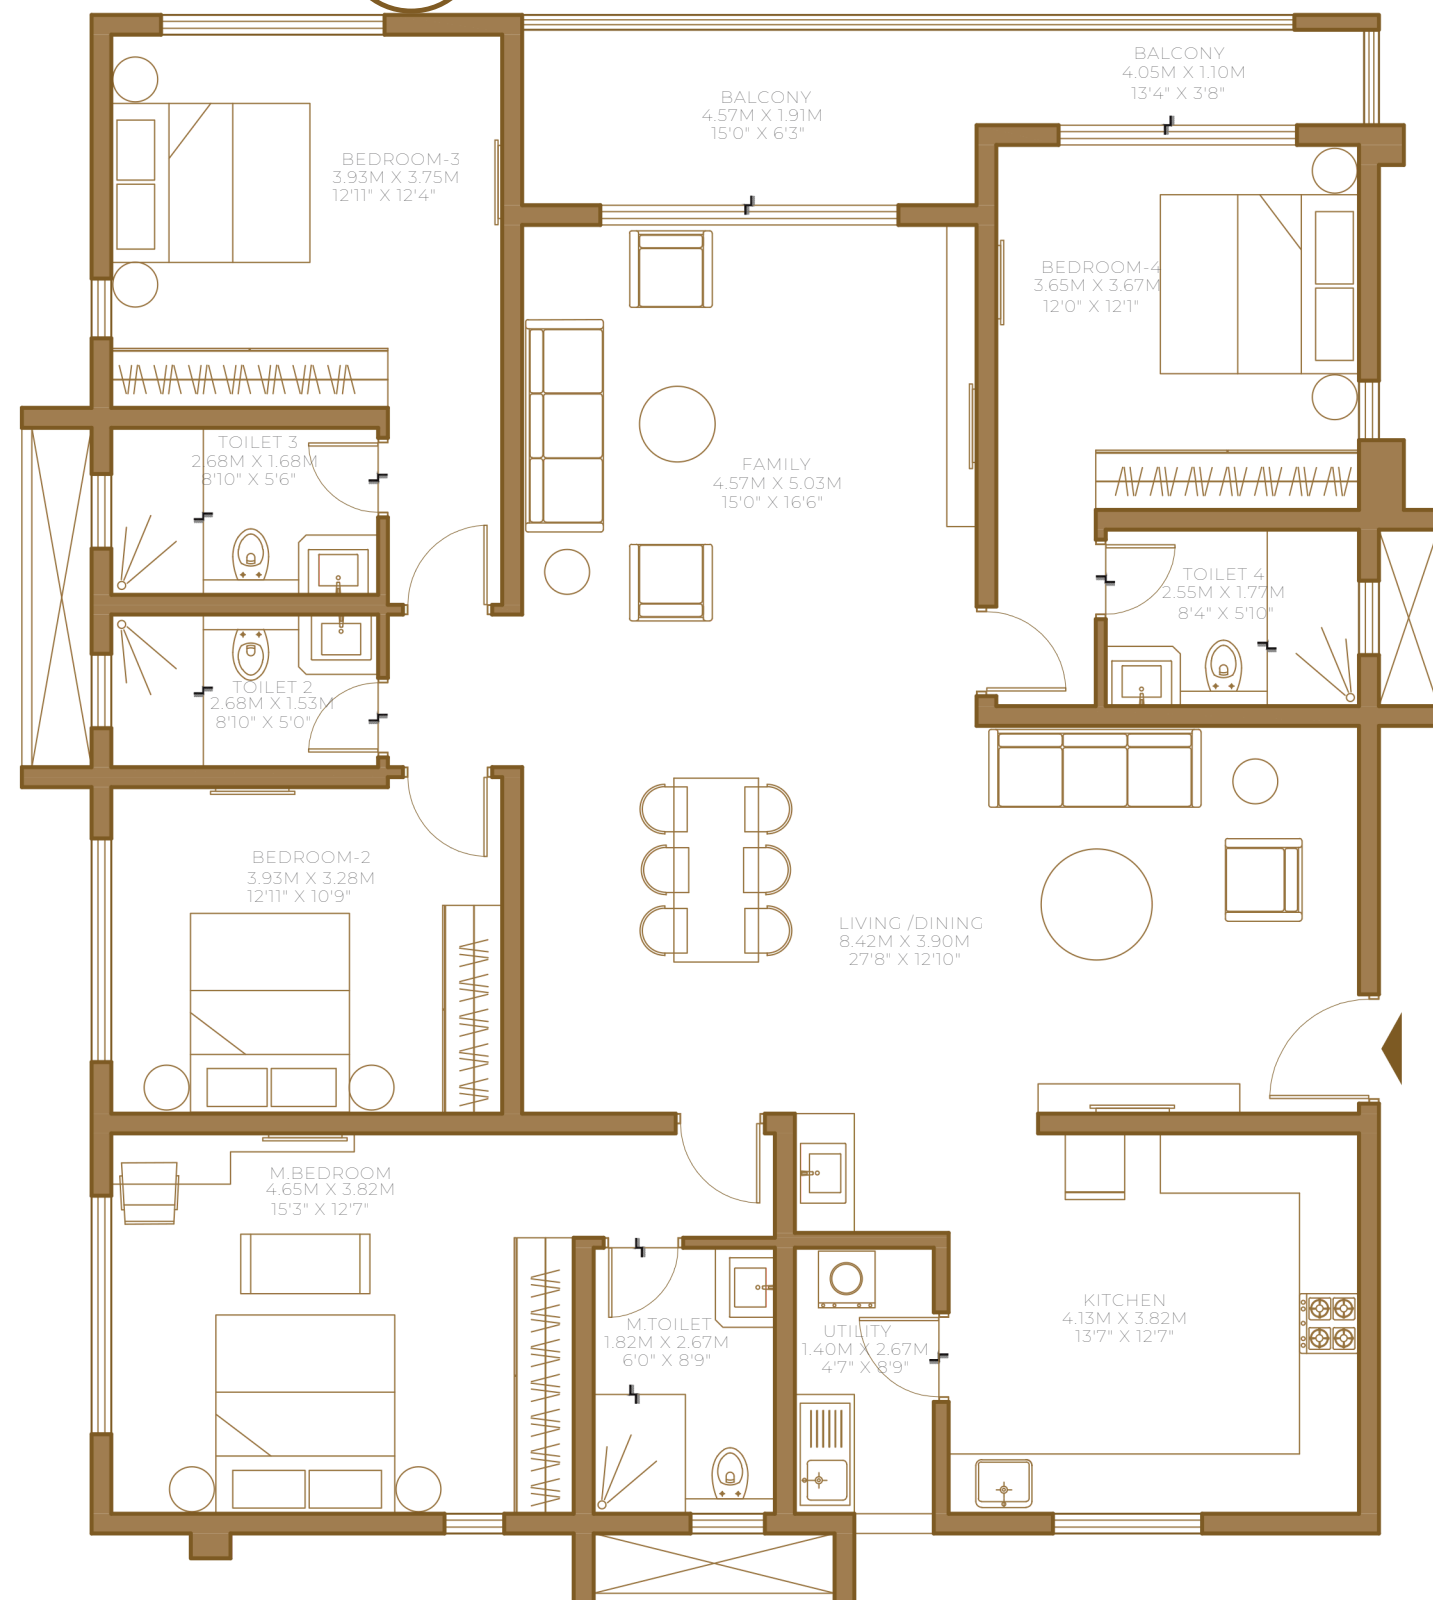 BALCONY
4.05M X 1.10M
13'4" X 3'8"
BALCONY
4.57M X 1.91M
15'0" X 6'3"
BEDROOM-3
3.93M X 3.75M
12'11" X 12'4"
BEDROOM-4
3.65M X 3.67M
12'0" X 12'1"
TOILET 3
2.68M X 1.68M
8'10" X 5'6"
FAMILY
4.57M X 5.03M
15'0" X 16'6"
TOILET 4
2.55M X 1.77M
8'4" X 5'10"
TOILET 2
2.68M X 1.53M
8'10" X 5'0"
BEDROOM-2
3.93M X 3.28M
12'11" X 10'9"
LIVING /DINING
8.42M X 3.90M
27'8" X 12'10"
M.BEDROOM
4.65M X 3.82M
15'3" X 12'7"
KITCHEN
4.13M X 3.82M
13'7" X 12'7"
M.TOILET
1.82M X 2.67M
6'0" X 8'9"
UTILITY
1.40M X 2.67M
4'7" X 8'9"